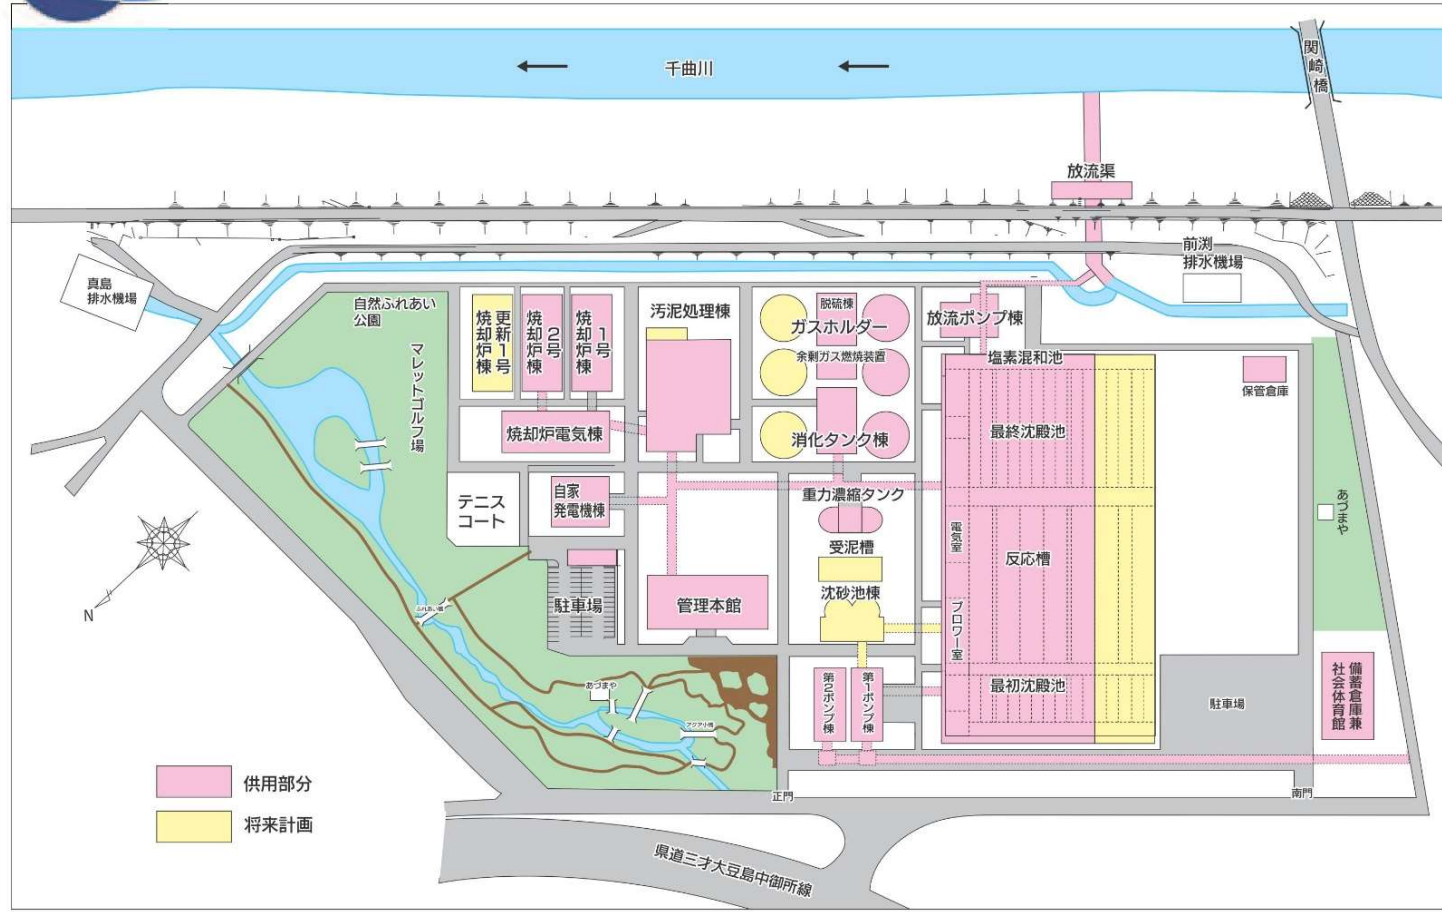 千曲川
関崎橋
放流渠
前渕
排水機場
真島
排水機場
自然ふれあい
公園
マレットゴルフ場
更新1号
焼却炉棟
2号
焼却炉棟
1号
焼却炉棟
汚泥処理棟
脱硫棟
ガスホルダー
余剰ガス燃焼装置
消化タンク棟
放流ポンプ棟
塩素混和池
保管倉庫
最終沈殿池
焼却炉電気棟
テニス
コート
自家
発電機棟
重力濃縮タンク
受泥槽
沈砂池棟
電気室
反応槽
ブロワー室
最初沈殿池
あづまや
駐車場
管理本館
ふれあい橋
あづまや
アクア小橋
第2ポンプ棟
第1ポンプ棟
駐車場
備蓄倉庫兼
社会体育館
N
供用部分
将来計画
正門
南門
県道三才大豆島中御所線